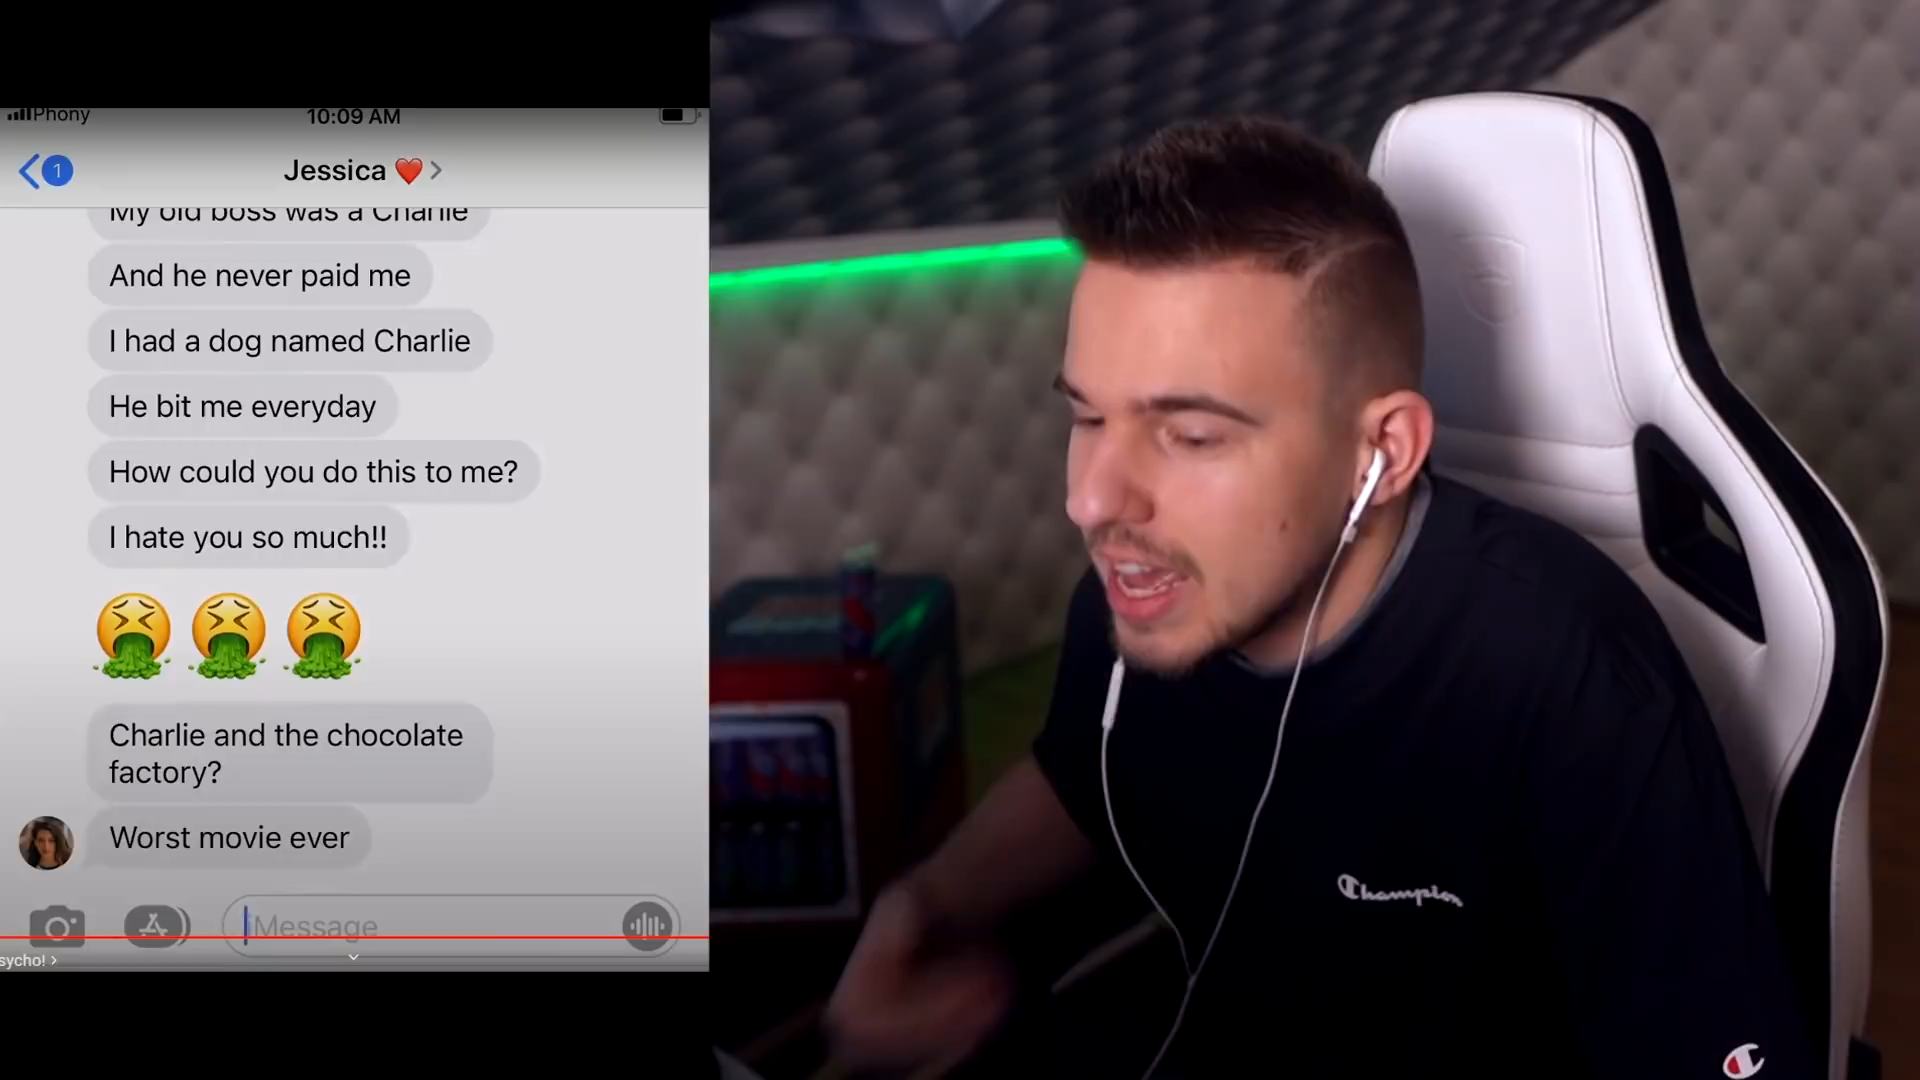 Phony
10:09 AM
1
Jessica ❤️ >
My old boss was a Charlie
And he never paid me
I had a dog named Charlie
He bit me everyday
How could you do this to me?
I hate you so much!!
🤮 🤮 🤮
Charlie and the chocolate
factory?
Worst movie ever
iMessage
sycho! >
Champion